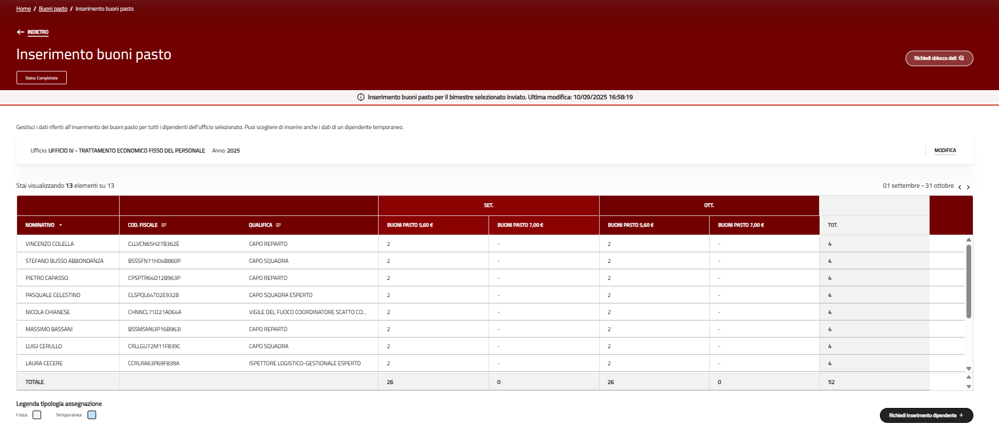 Home / Buoni pasto / Inserimento buoni pasto
INDIETRO
Inserimento buoni pasto
Richiedi sblocco dati
Stato: Completata
Inserimento buoni pasto per il bimestre selezionato inviato. Ultima modifica: 10/09/2025 16:58:19
Gestisci i dati riferiti all'inserimento dei buoni pasto per tutti i dipendenti dell'ufficio selezionato. Puoi scegliere di inserire anche i dati di un dipendente temporaneo.
Ufficio: UFFICIO IV - TRATTAMENTO ECONOMICO FISSO DEL PERSONALE Anno: 2025 MODIFICA
Stai visualizzando 13 elementi su 13
01 settembre - 31 ottobre
SET. OTT.
NOMINATIVO COD. FISCALE QUALIFICA BUONI PASTO 5,60 € BUONI PASTO 7,00 € BUONI PASTO 5,60 € BUONI PASTO 7,00 € TOT.
VINCENZO COLELLA CLLVCN65H27B362E CAPO REPARTO 2 - 2 - 4
STEFANO BUSSO ABBONDANZA BSSSFN71H04B860P CAPO SQUADRA 2 - 2 - 4
PIETRO CAPASSO CPSPTR64D12B963P CAPO REPARTO 2 - 2 - 4
PASQUALE CELESTINO CLSPQL64T02E932B CAPO SQUADRA ESPERTO 2 - 2 - 4
NICOLA CHIANESE CHNNCL71D21A064A VIGILE DEL FUOCO COORDINATORE SCATTO CO... 2 - 2 - 4
MASSIMO BASSANI BSSMSM63P16B963I CAPO REPARTO 2 - 2 - 4
LUIGI CERULLO CRLLGU72M11F839C CAPO SQUADRA 2 - 2 - 4
LAURA CECERE CCRLRA63P69F839A ISPETTORE LOGISTICO-GESTIONALE ESPERTO 2 - 2 - 4
TOTALE 26 0 26 0 52
Legenda tipologia assegnazione
Fissa Temporanea
Richiedi inserimento dipendente +